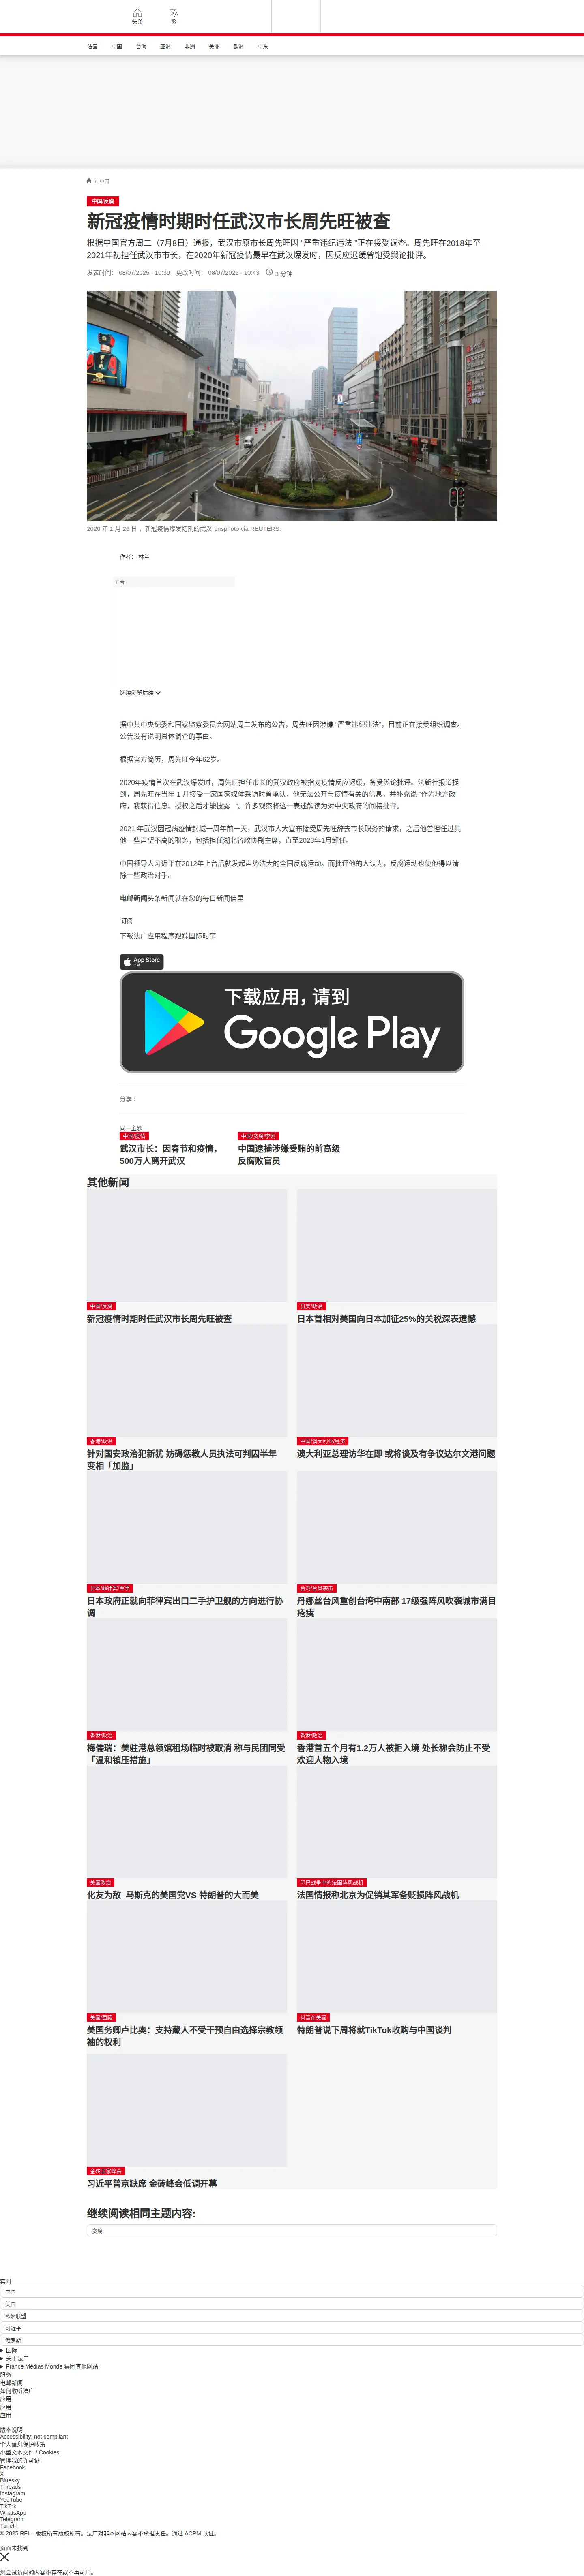 头条
繁
法国
中国
台海
亚洲
非洲
美洲
欧洲
中东
/ 中国
中国/反腐
新冠疫情时期时任武汉市长周先旺被查
根据中国官方周二（7月8日）通报，武汉市原市长周先旺因 “严重违纪违法 ”正在接受调查。周先旺在2018年至
2021年初担任武汉市市长，在2020年新冠疫情最早在武汉爆发时，因反应迟缓曾饱受舆论批评。
发表时间： 08/07/2025 - 10:39 更改时间： 08/07/2025 - 10:43 3 分钟
2020 年 1 月 26 日 ，新冠疫情爆发初期的武汉 cnsphoto via REUTERS.
作者： 林兰
广告
继续浏览后续
据中共中央纪委和国家监察委员会网站周二发布的公告，周先旺因涉嫌 “严重违纪违法”，目前正在接受组织调查。
公告没有说明具体调查的事由。
根据官方简历，周先旺今年62岁。
2020年疫情首次在武汉爆发时，周先旺担任市长的武汉政府被指对疫情反应迟缓，备受舆论批评。法新社报道提
到，周先旺在当年 1 月接受一家国家媒体采访时曾承认，他无法公开与疫情有关的信息，并补充说 “作为地方政
府，我获得信息、授权之后才能披露 ”。许多观察将这一表述解读为对中央政府的间接批评。
2021 年武汉因冠病疫情封城一周年前一天，武汉市人大宣布接受周先旺辞去市长职务的请求，之后他曾担任过其
他一些声望不高的职务，包括担任湖北省政协副主席，直至2023年1月卸任。
中国领导人习近平在2012年上台后就发起声势浩大的全国反腐运动。而批评他的人认为，反腐运动也使他得以清
除一些政治对手。
电邮新闻头条新闻就在您的每日新闻信里
订阅
下载法广应用程序跟踪国际时事
App Store
下载
下载应用，请到
Google Play
分享 :
同一主题
中国/疫情
武汉市长：因春节和疫情，
500万人离开武汉
中国/贪腐/李刚
中国逮捕涉嫌受贿的前高级
反腐败官员
其他新闻
中国/反腐
新冠疫情时期时任武汉市长周先旺被查
日美/政治
日本首相对美国向日本加征25%的关税深表遗憾
香港/政治
针对国安政治犯新犹 妨碍惩教人员执法可判囚半年
变相「加监」
中国/澳大利亚/经济
澳大利亚总理访华在即 或将谈及有争议达尔文港问题
日本/菲律宾/军事
日本政府正就向菲律宾出口二手护卫舰的方向进行协
调
台湾/台风袭击
丹娜丝台风重创台湾中南部 17级强阵风吹袭城市满目
疮痍
香港/政治
梅儒瑞：美驻港总领馆租场临时被取消 称与民团同受
「温和镇压措施」
香港/政治
香港首五个月有1.2万人被拒入境 处长称会防止不受
欢迎人物入境
美国政治
化友为敌 马斯克的美国党VS 特朗普的大而美
印巴战争中的法国阵风战机
法国情报称北京为促销其军备贬损阵风战机
美国/西藏
美国务卿卢比奥：支持藏人不受干预自由选择宗教领
袖的权利
抖音在美国
特朗普说下周将就TikTok收购与中国谈判
金砖国家峰会
习近平普京缺席 金砖峰会低调开幕
继续阅读相同主题内容:
贪腐
实时
中国
美国
欧洲联盟
习近平
俄罗斯
国际
关于法广
France Médias Monde 集团其他网站
服务
电邮新闻
如何收听法广
应用
应用
应用
版本说明
Accessibility: not compliant
个人信息保护政策
小型文本文件 / Cookies
管理我的许可证
Facebook
X
Bluesky
Threads
Instagram
YouTube
TikTok
WhatsApp
Telegram
TuneIn
© 2025 RFI – 版权所有版权所有。法广对非本网站内容不承担责任。通过 ACPM 认证。
页面未找到
您尝试访问的内容不存在或不再可用。